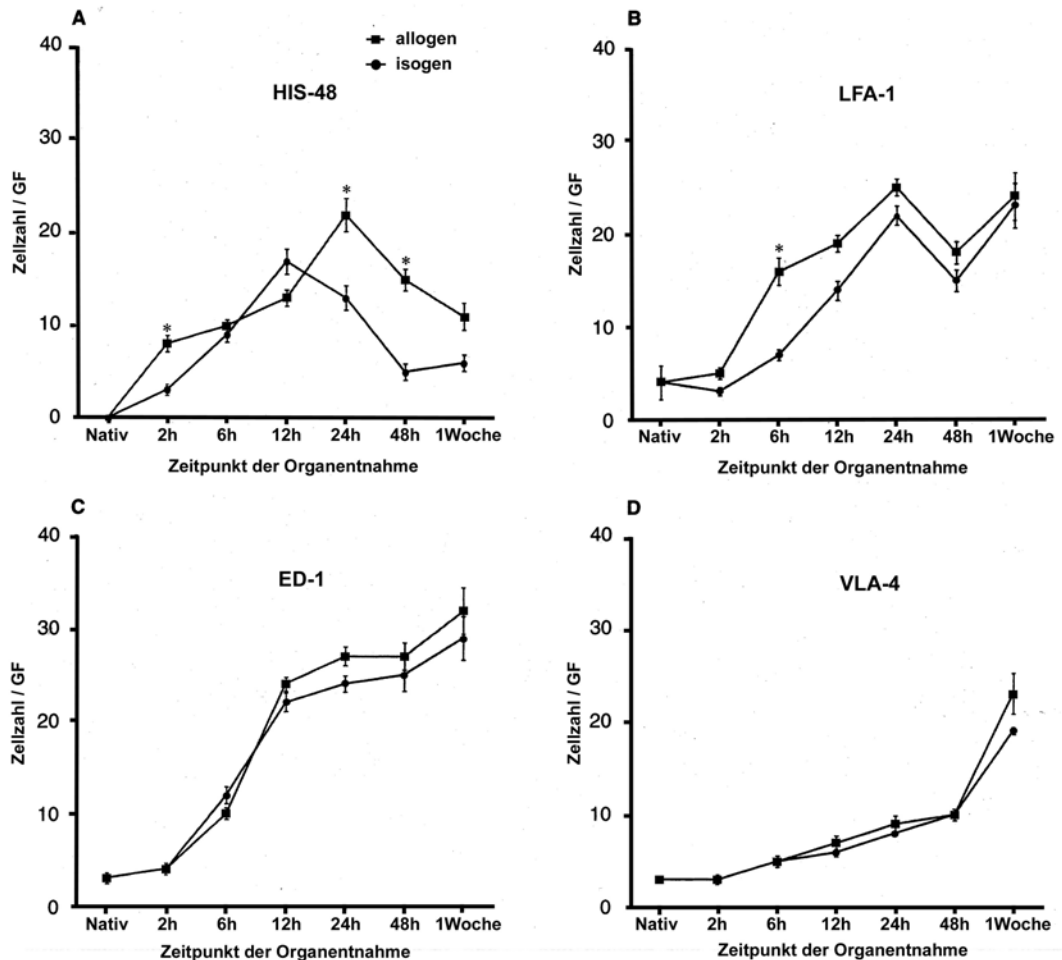 A
allogen
isogen
HIS-48
40
30
20
10
0
Zellzahl / GF
*
*
*
Nativ 2h 6h 12h 24h 48h 1Woche
Zeitpunkt der Organentnahme
B
LFA-1
40
30
20
10
0
Zellzahl / GF
*
Nativ 2h 6h 12h 24h 48h 1Woche
Zeitpunkt der Organentnahme
C
ED-1
40
30
20
10
0
Zellzahl / GF
Nativ 2h 6h 12h 24h 48h 1Woche
Zeitpunkt der Organentnahme
D
VLA-4
40
30
20
10
0
Zellzahl / GF
Nativ 2h 6h 12h 24h 48h 1Woche
Zeitpunkt der Organentnahme